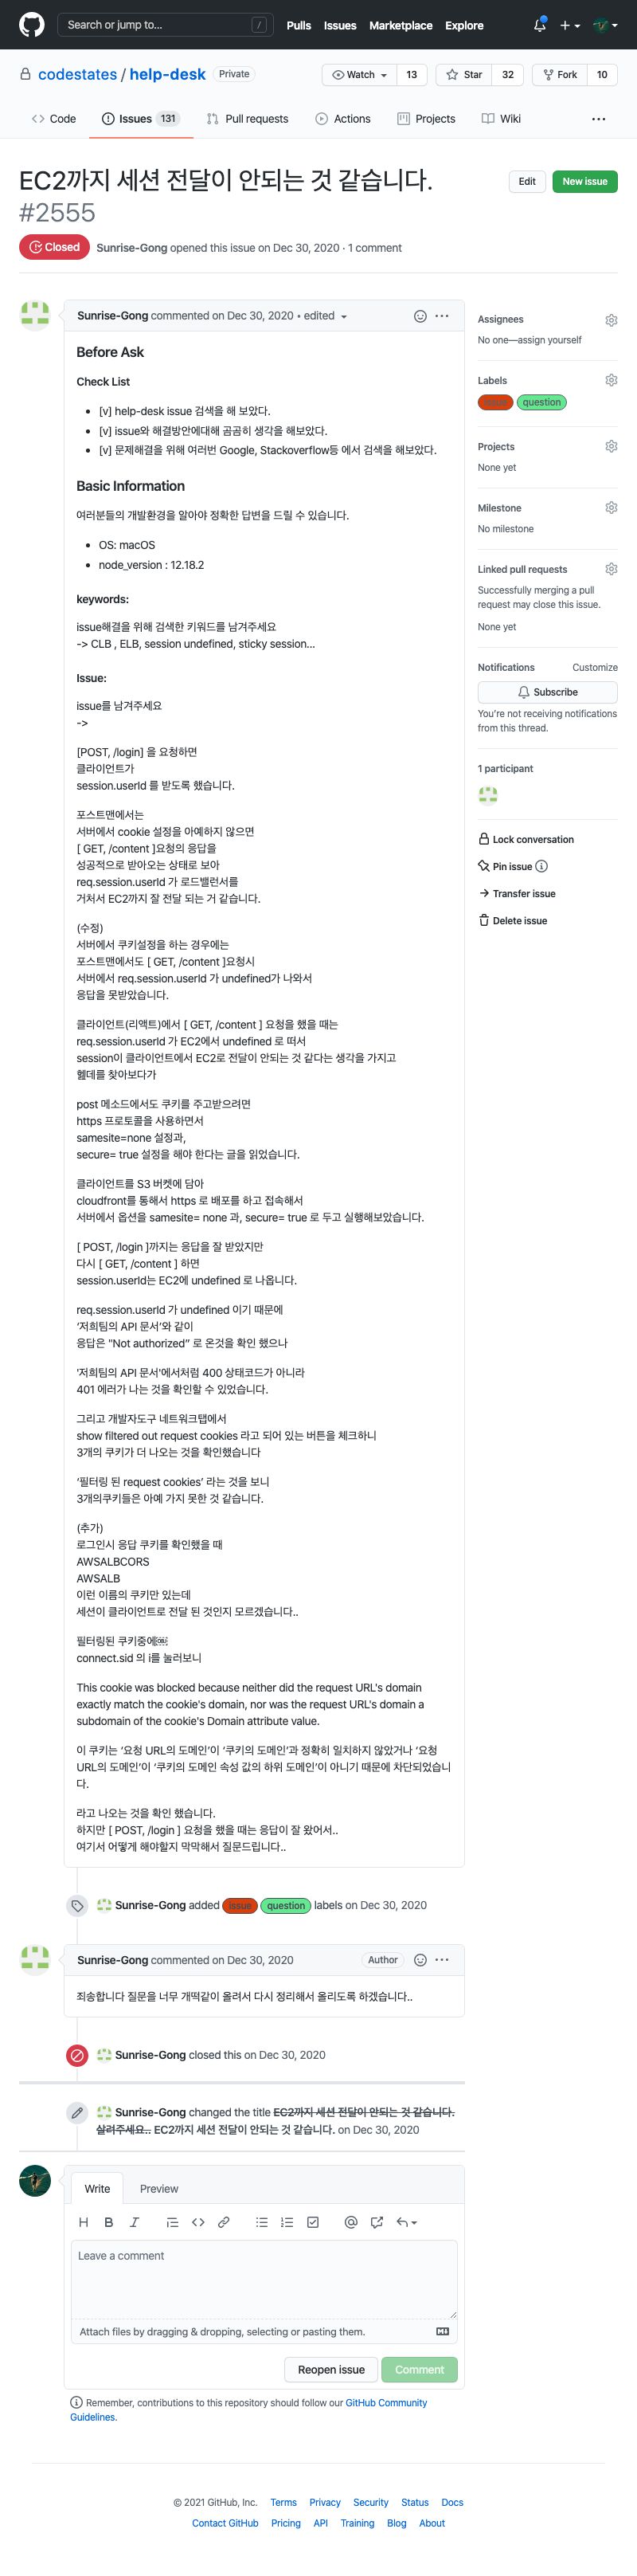 Search or jump to...
/
Pulls Issues Marketplace Explore
codestates / help-desk Private
Watch 13 Star 32 Fork 10
Code Issues 131 Pull requests Actions Projects Wiki ...
EC2까지 세션 전달이 안되는 것 같습니다.
#2555
Edit New issue
Closed Sunrise-Gong opened this issue on Dec 30, 2020 · 1 comment
Sunrise-Gong commented on Dec 30, 2020 • edited
Before Ask
Check List
• [v] help-desk issue 검색을 해 보았다.
• [v] issue와 해결방안에대해 곰곰히 생각을 해보았다.
• [v] 문제해결을 위해 여러번 Google, Stackoverflow등 에서 검색을 해보았다.
Basic Information
여러분들의 개발환경을 알아야 정확한 답변을 드릴 수 있습니다.
• OS: macOS
• node_version : 12.18.2
keywords:
issue해결을 위해 검색한 키워드를 남겨주세요
-> CLB , ELB, session undefined, sticky session...
Issue:
issue를 남겨주세요
->
[POST, /login] 을 요청하면
클라이언트가
session.userId 를 받도록 했습니다.
포스트맨에서는
서버에서 cookie 설정을 아예하지 않으면
[ GET, /content ]요청의 응답을
성공적으로 받아오는 상태로 보아
req.session.userId 가 로드밸런서를
거쳐서 EC2까지 잘 전달 되는 거 같습니다.
(수정)
서버에서 쿠키설정을 하는 경우에는
포스트맨에서도 [ GET, /content ]요청시
서버에서 req.session.userId 가 undefined가 나와서
응답을 못받았습니다.
클라이언트(리액트)에서 [ GET, /content ] 요청을 했을 때는
req.session.userId 가 EC2에서 undefined 로 떠서
session이 클라이언트에서 EC2로 전달이 안되는 것 같다는 생각을 가지고
헤데를 찾아보다가
post 메소드에서도 쿠키를 주고받으려면
https 프로토콜을 사용하면서
samesite=none 설정과,
secure= true 설정을 해야 한다는 글을 읽었습니다.
클라이언트를 S3 버켓에 담아
cloudfront를 통해서 https 로 배포를 하고 접속해서
서버에서 옵션을 samesite= none 과, secure= true 로 두고 실행해보았습니다.
[ POST, /login ]까지는 응답을 잘 받았지만
다시 [ GET, /content ] 하면
session.userId는 EC2에 undefined 로 나옵니다.
req.session.userId 가 undefined 이기 때문에
‘저희팀의 API 문서’와 같이
응답은 “Not authorized” 로 온것을 확인 했으나
'저희팀의 API 문서'에서처럼 400 상태코드가 아니라
401 에러가 나는 것을 확인할 수 있었습니다.
그리고 개발자도구 네트워크탭에서
show filtered out request cookies 라고 되어 있는 버튼을 체크하니
3개의 쿠키가 더 나오는 것을 확인했습니다
‘필터링 된 request cookies’ 라는 것을 보니
3개의쿠키들은 아예 가지 못한 것 같습니다.
(추가)
로그인시 응답 쿠키를 확인했을 때
AWSALBCORS
AWSALB
이런 이름의 쿠키만 있는데
세션이 클라이언트로 전달 된 것인지 모르겠습니다..
필터링된 쿠키중에
connect.sid 의 i를 눌러보니
This cookie was blocked because neither did the request URL's domain
exactly match the cookie's domain, nor was the request URL's domain a
subdomain of the cookie's Domain attribute value.
이 쿠키는 ‘요청 URL의 도메인’이 ‘쿠키의 도메인’과 정확히 일치하지 않았거나 ‘요청
URL의 도메인’이 ‘쿠키의 도메인 속성 값의 하위 도메인’이 아니기 때문에 차단되었습니
다.
라고 나오는 것을 확인 했습니다.
하지만 [ POST, /login ] 요청을 했을 때는 응답이 잘 왔어서..
여기서 어떻게 해야할지 막막해서 질문드립니다..
Assignees
No one—assign yourself
Labels
issue question
Projects
None yet
Milestone
No milestone
Linked pull requests
Successfully merging a pull
request may close this issue.
None yet
Notifications Customize
Subscribe
You're not receiving notifications
from this thread.
1 participant
Lock conversation
Pin issue
Transfer issue
Delete issue
Sunrise-Gong added issue question labels on Dec 30, 2020
Sunrise-Gong commented on Dec 30, 2020 Author
죄송합니다 질문을 너무 개떡같이 올려서 다시 정리해서 올리도록 하겠습니다..
Sunrise-Gong closed this on Dec 30, 2020
Sunrise-Gong changed the title EC2까지 세션 전달이 안되는 것 같습니다.
살려주세요.. EC2까지 세션 전달이 안되는 것 같습니다. on Dec 30, 2020
Write Preview
H B I
Leave a comment
Attach files by dragging & dropping, selecting or pasting them.
Reopen issue Comment
Remember, contributions to this repository should follow our GitHub Community
Guidelines.
© 2021 GitHub, Inc. Terms Privacy Security Status Docs
Contact GitHub Pricing API Training Blog About